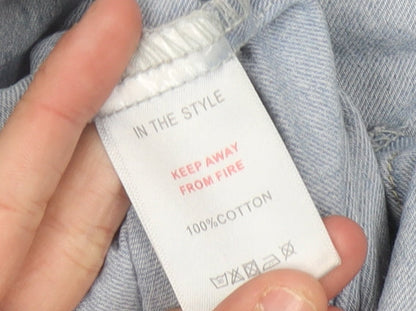 IN THE STYLE
KEEP AWAY
FROM FIRE
100%COTTON